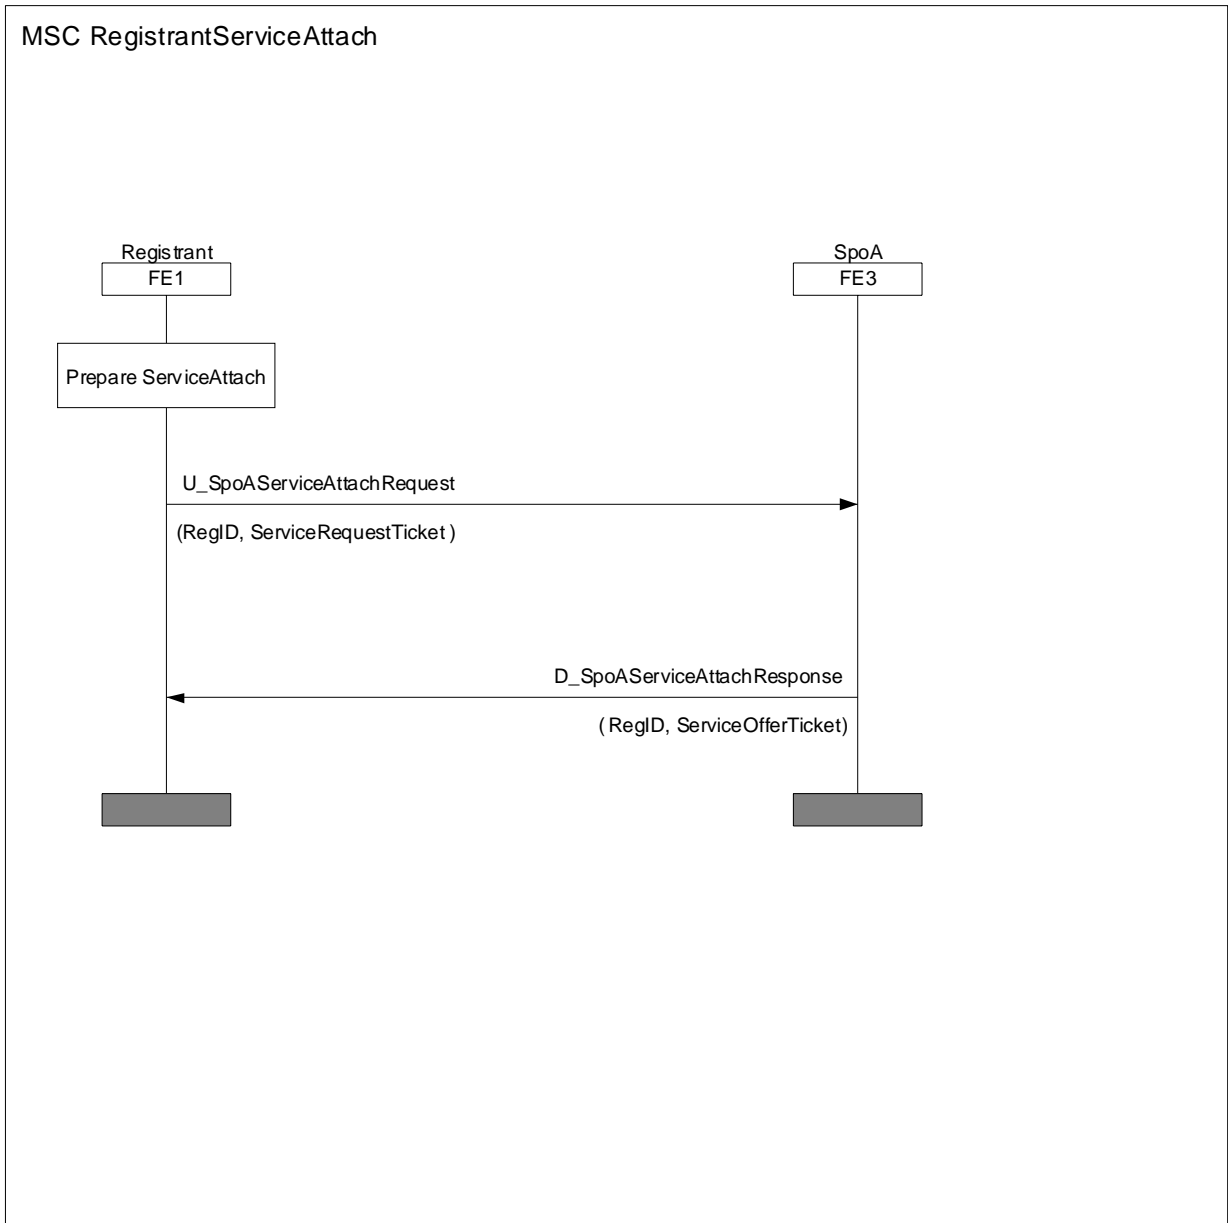 MSC RegistrantServiceAttach
Registrant
SpoA
FE1
FE3
Prepare ServiceAttach
U_SpoAServiceAttachRequest
(RegID, ServiceRequestTicket )
D_SpoAServiceAttachResponse
( RegID, ServiceOfferTicket)